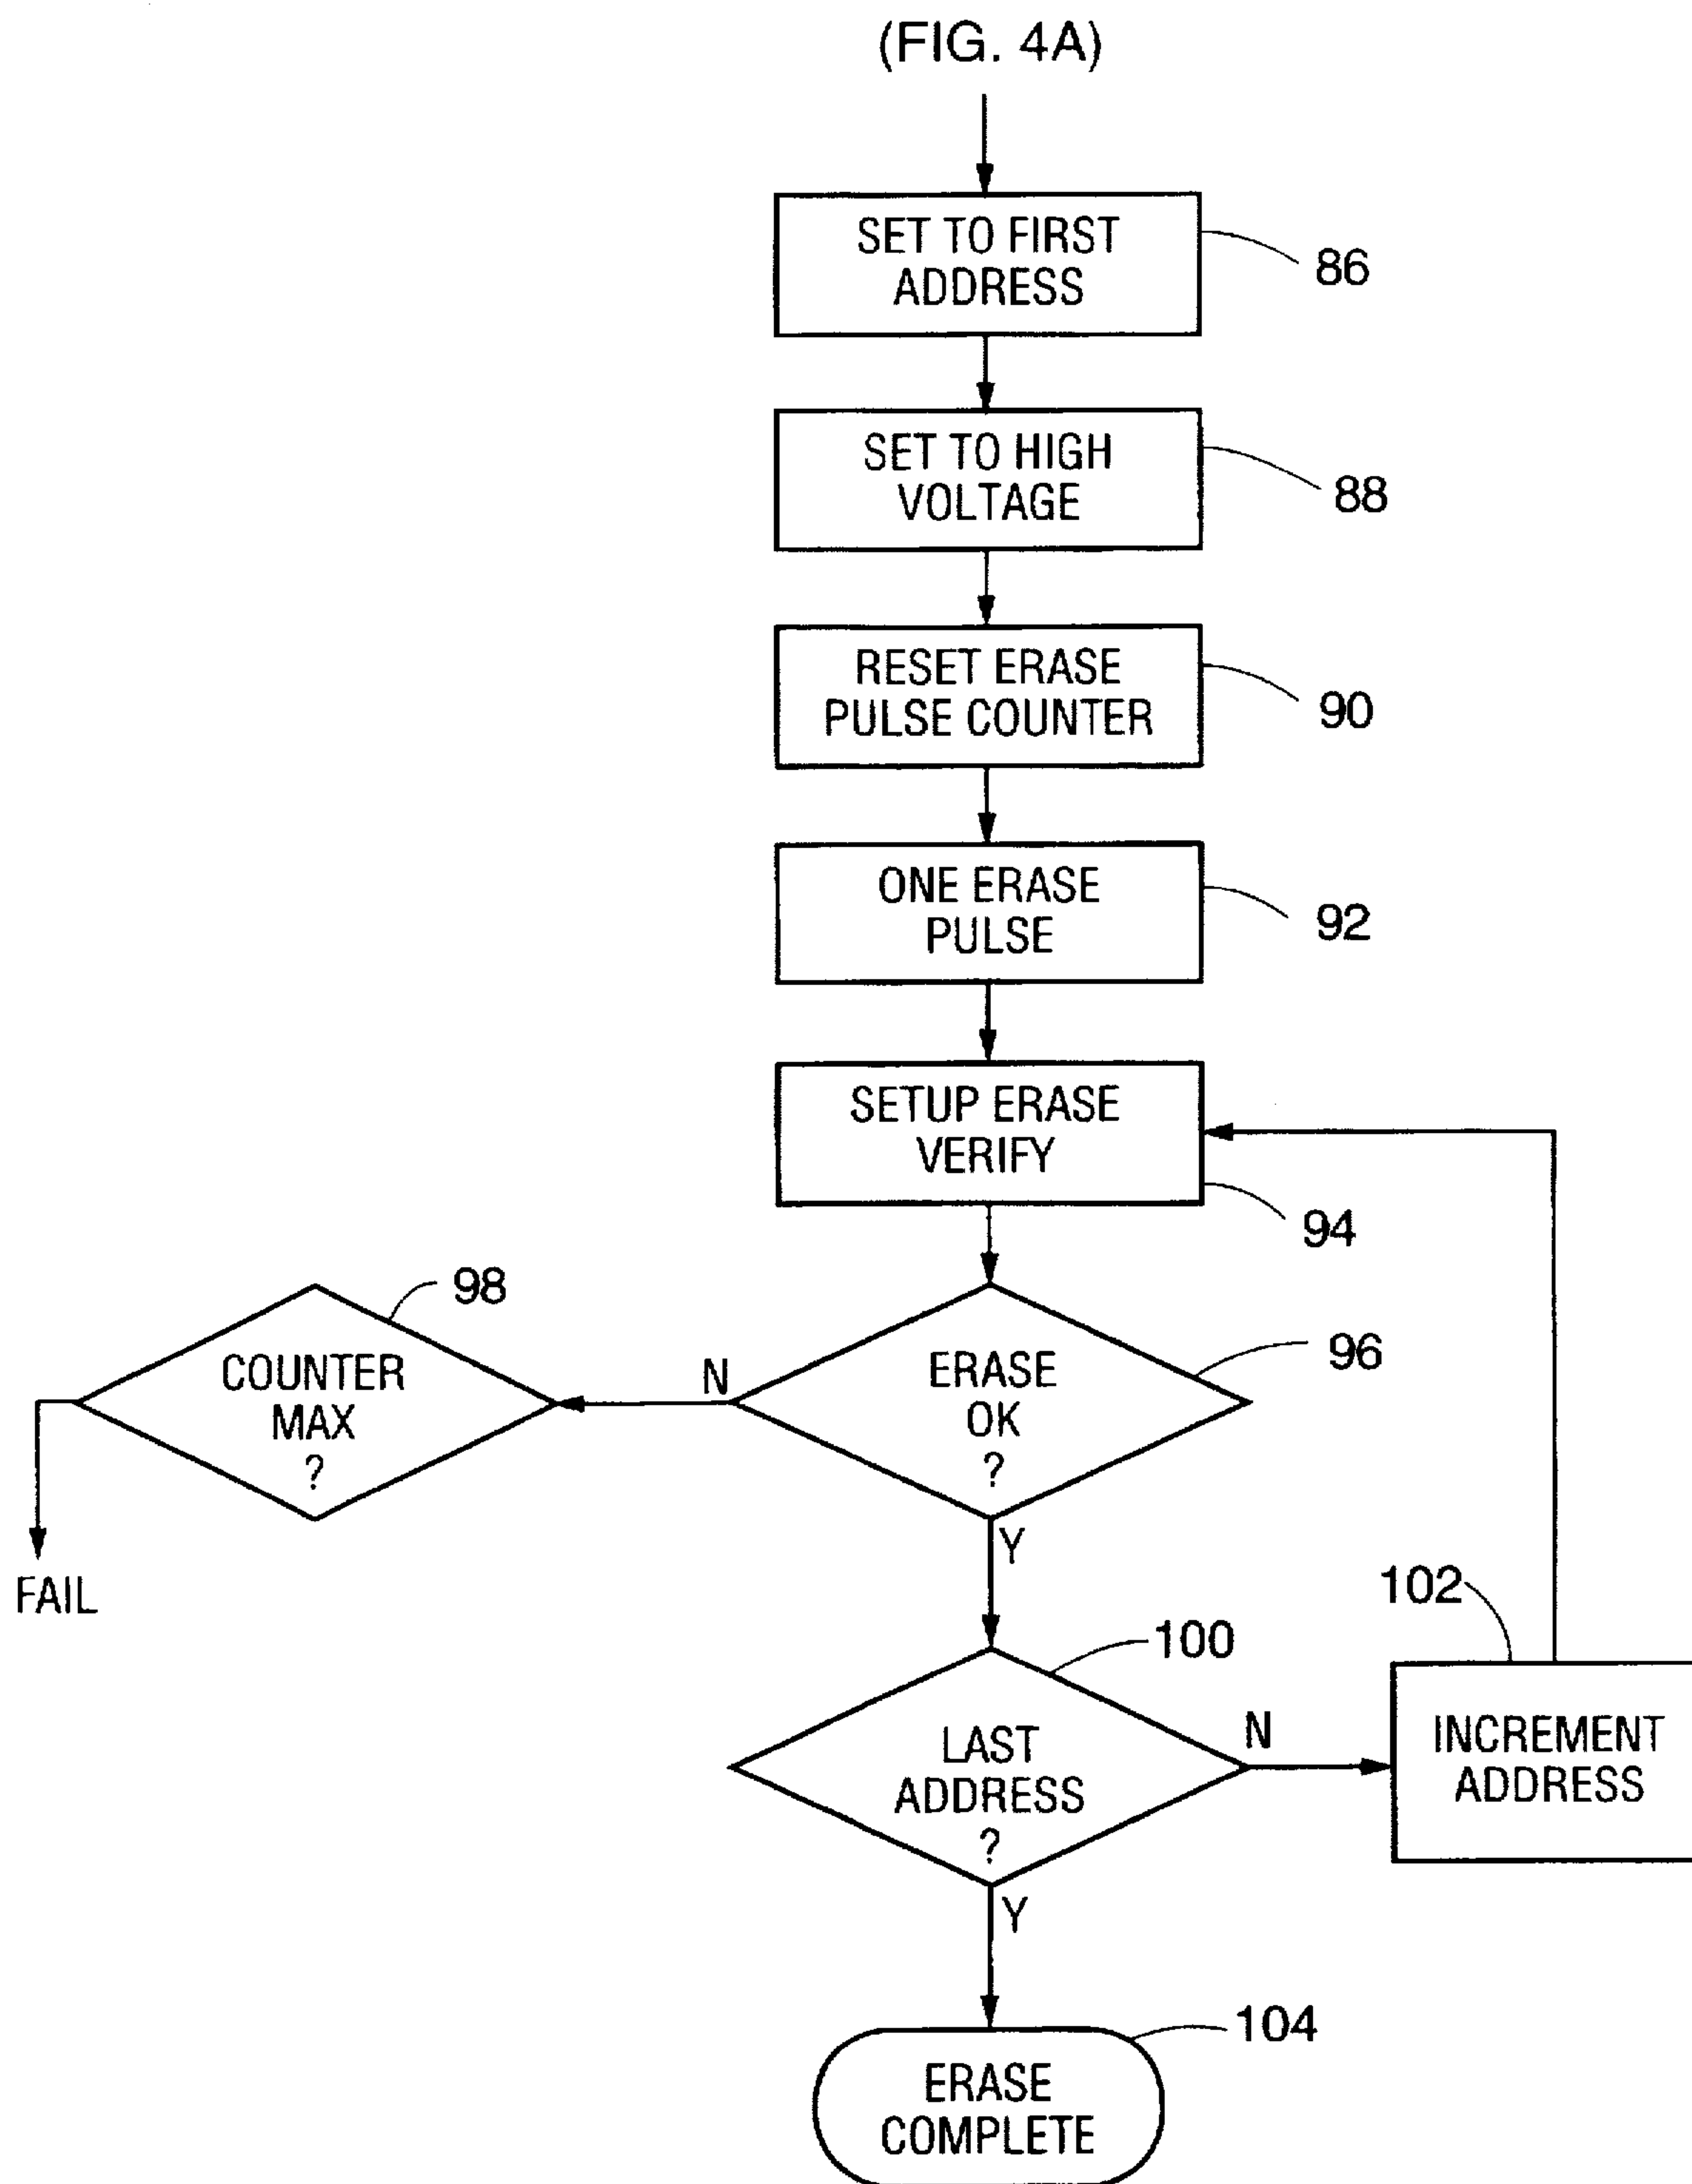 (FIG. 4A)
SET TO FIRST
ADDRESS
86
SET TO HIGH
VOLTAGE
88
RESET ERASE
PULSE COUNTER
90
ONE ERASE
PULSE
92
SETUP ERASE
VERIFY
94
98
COUNTER
MAX
?
N
ERASE
OK
?
96
Y
FAIL
100
LAST
ADDRESS
?
N
102
INCREMENT
ADDRESS
Y
104
ERASE
COMPLETE